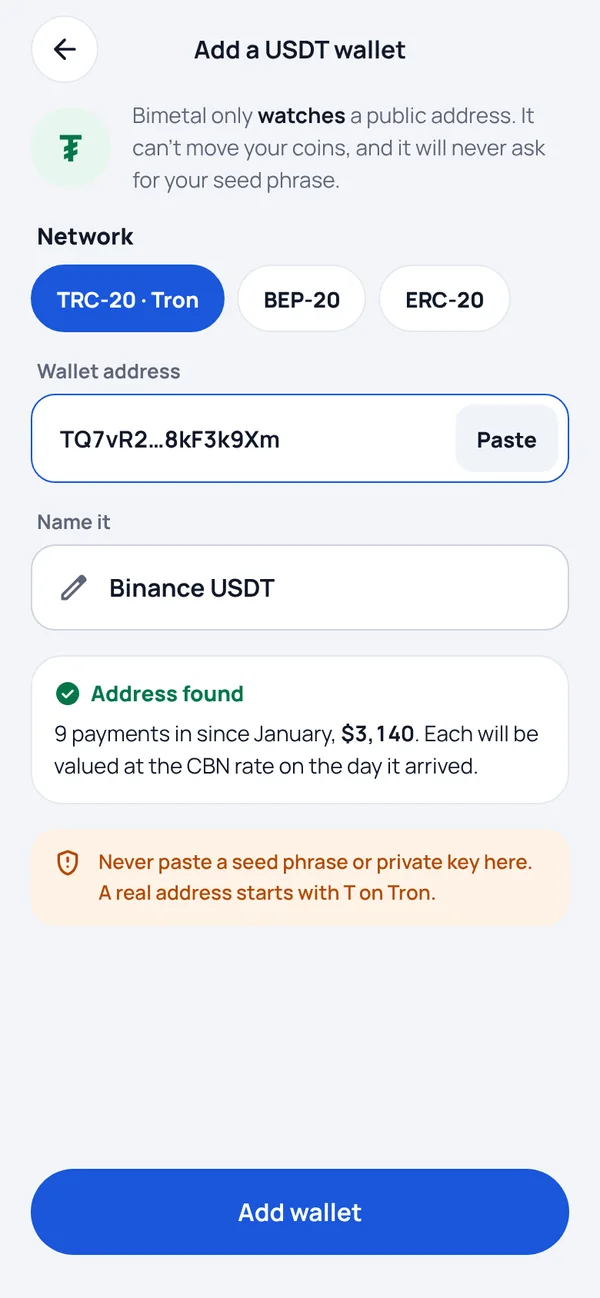 Add a USDT wallet
Bimetal only watches a public address. It
can't move your coins, and it will never ask
for your seed phrase.
Network
TRC-20 · Tron
BEP-20
ERC-20
Wallet address
TQ7vR2…8kF3k9Xm
Paste
Name it
Binance USDT
Address found
9 payments in since January, $3,140. Each will be
valued at the CBN rate on the day it arrived.
Never paste a seed phrase or private key here.
A real address starts with T on Tron.
Add wallet